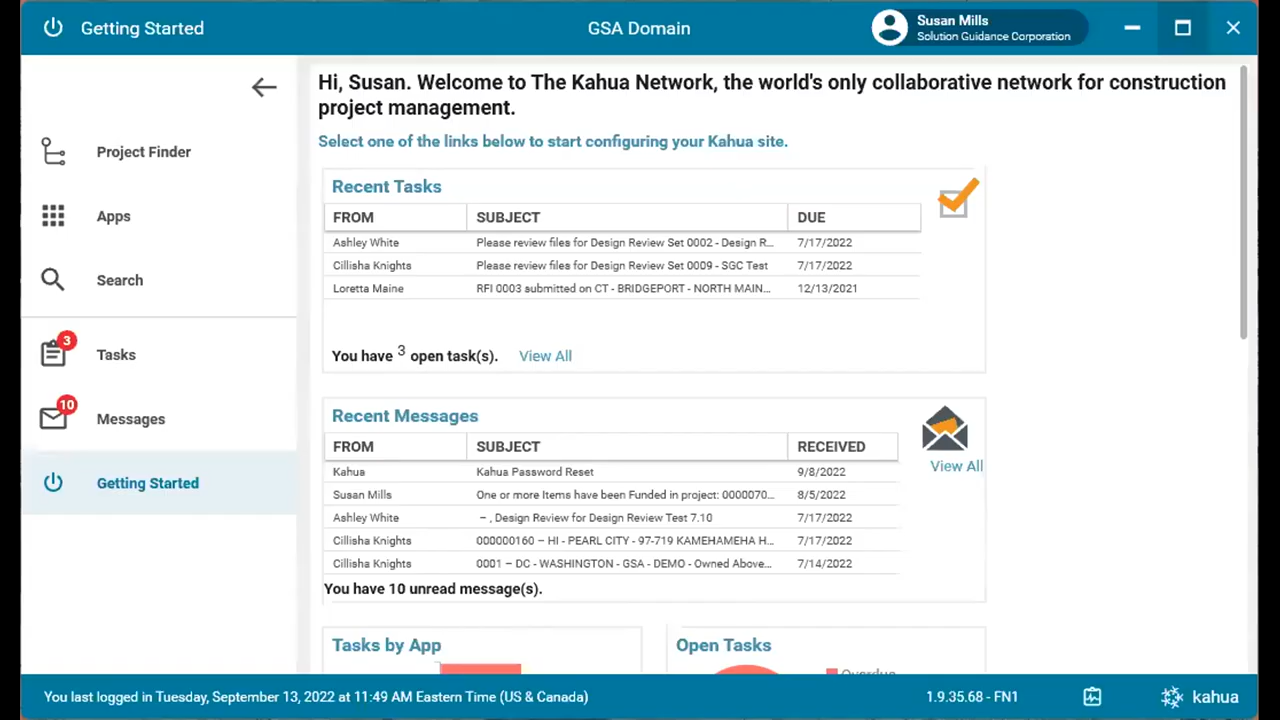 Getting Started
GSA Domain
Susan Mills
Solution Guidance Corporation
Project Finder
Apps
Search
3
Tasks
10
Messages
Getting Started
Hi, Susan. Welcome to The Kahua Network, the world's only collaborative network for construction
project management.
Select one of the links below to start configuring your Kahua site.
Recent Tasks
FROM SUBJECT DUE
Ashley White Please review files for Design Review Set 0002 - Design R... 7/17/2022
Cillisha Knights Please review files for Design Review Set 0009 - SGC Test 7/17/2022
Loretta Maine RFI 0003 submitted on CT - BRIDGEPORT - NORTH MAIN... 12/13/2021
You have 3 open task(s). View All
Recent Messages
FROM SUBJECT RECEIVED
View All
Kahua Kahua Password Reset 9/8/2022
Susan Mills One or more Items have been Funded in project: 0000070... 8/5/2022
Ashley White – , Design Review for Design Review Test 7.10 7/17/2022
Cillisha Knights 000000160 – HI - PEARL CITY - 97-719 KAMEHAMEHA H... 7/17/2022
Cillisha Knights 0001 – DC - WASHINGTON - GSA - DEMO - Owned Above... 7/14/2022
You have 10 unread message(s).
Tasks by App
Open Tasks
Overdue
You last logged in Tuesday, September 13, 2022 at 11:49 AM Eastern Time (US & Canada)
1.9.35.68 - FN1
kahua